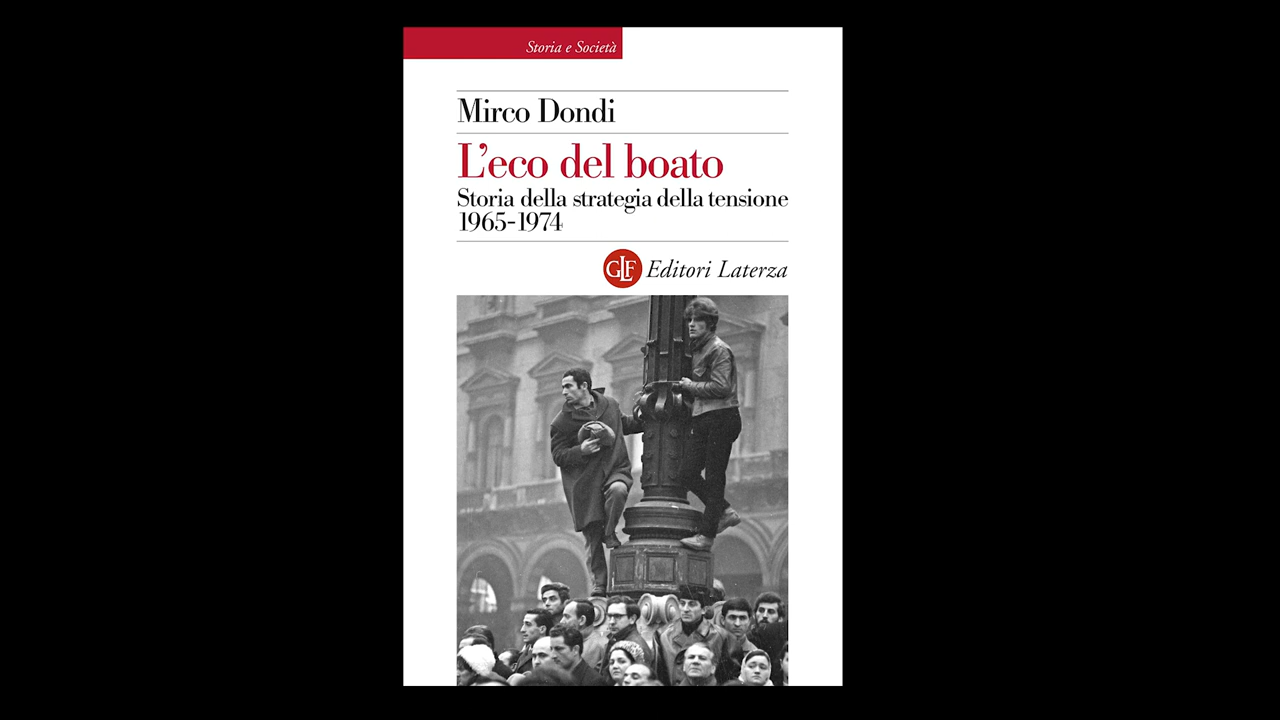 Storia e Società
Mirco Dondi
L'eco del boato
Storia della strategia della tensione
1965-1974
GLF Editori Laterza